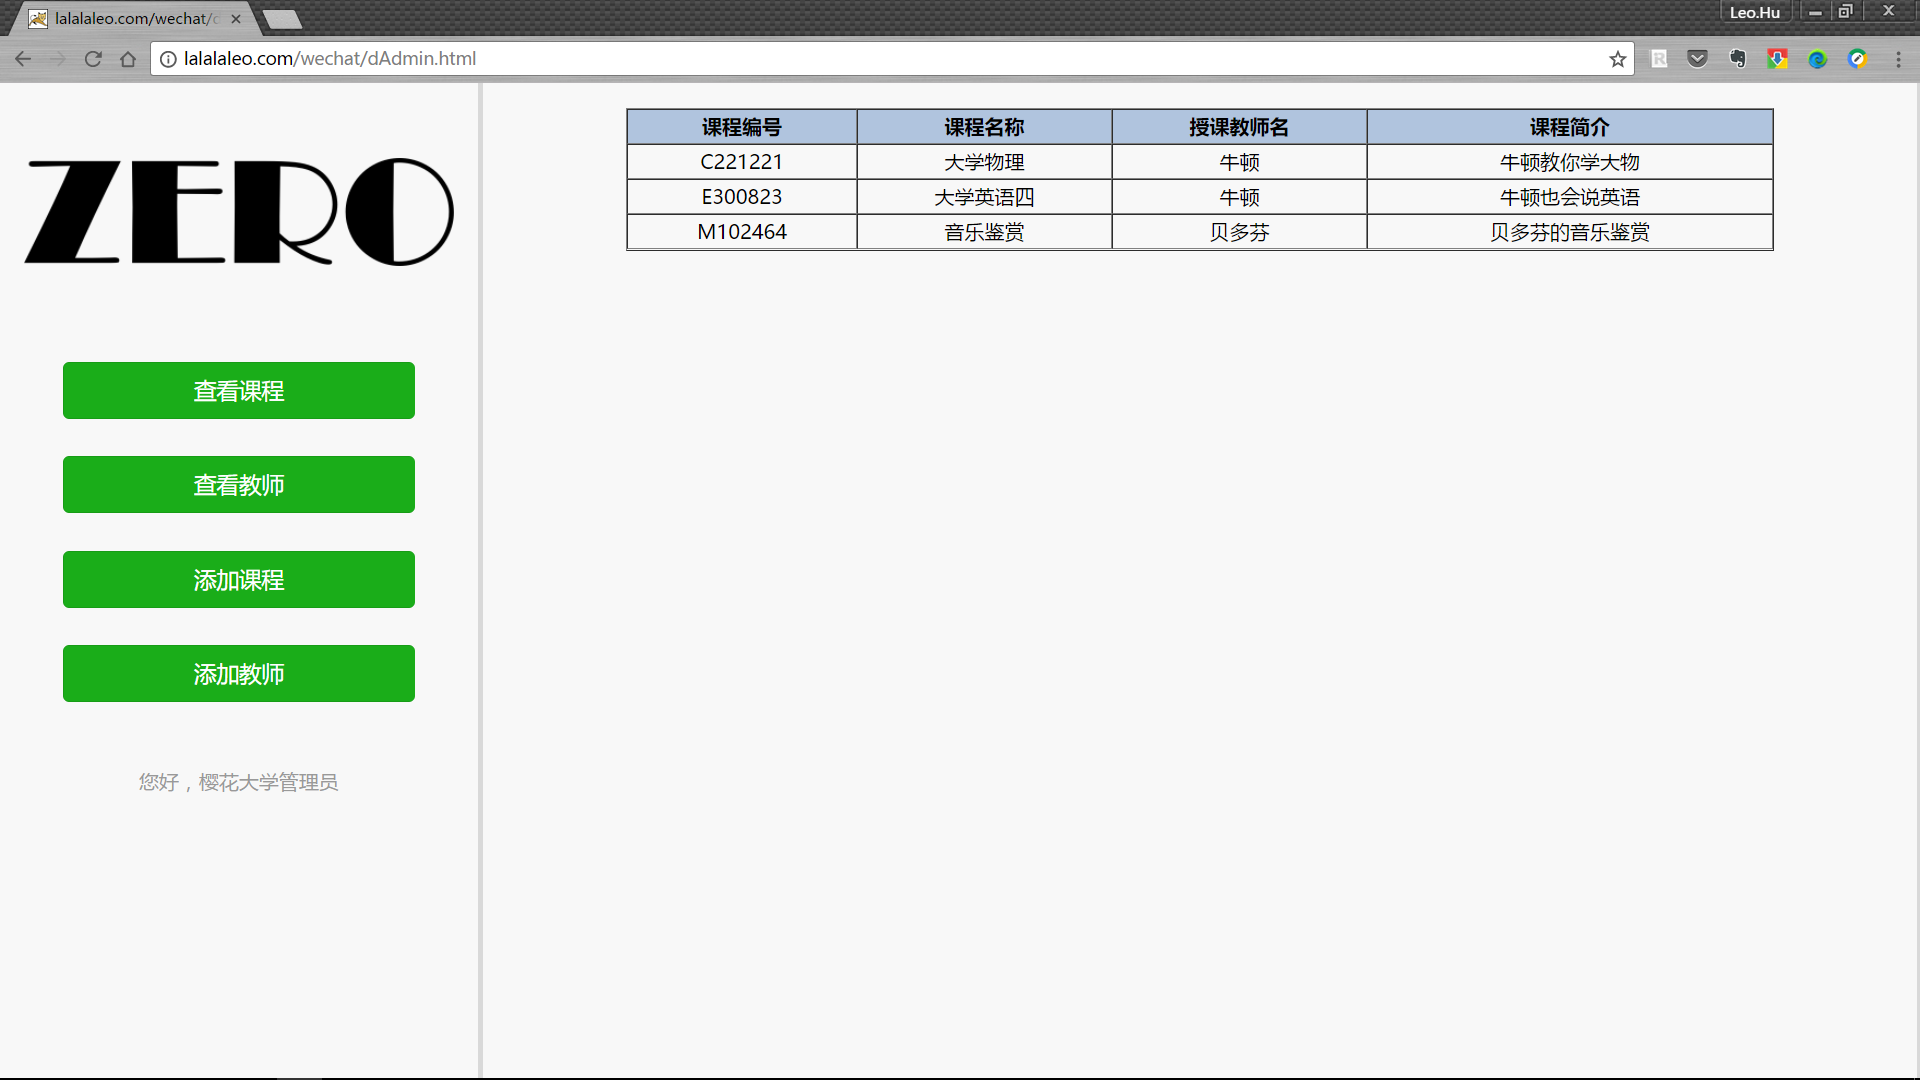 lalalaleo.com/wechat/d
Leo.Hu
lalalaleo.com/wechat/dAdmin.html
ZERO
查看课程
查看教师
添加课程
添加教师
您好，樱花大学管理员
课程编号 课程名称 授课教师名 课程简介
C221221 大学物理 牛顿 牛顿教你学大物
E300823 大学英语四 牛顿 牛顿也会说英语
M102464 音乐鉴赏 贝多芬 贝多芬的音乐鉴赏